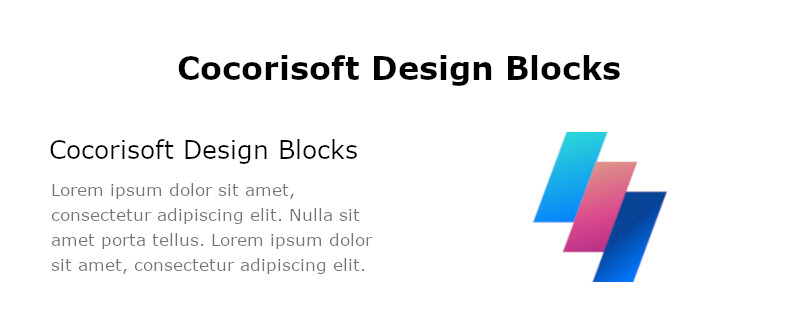 Cocorisoft Design Blocks
Cocorisoft Design Blocks
Lorem ipsum dolor sit amet,
consectetur adipiscing elit. Nulla sit
amet porta tellus. Lorem ipsum dolor
sit amet, consectetur adipiscing elit.